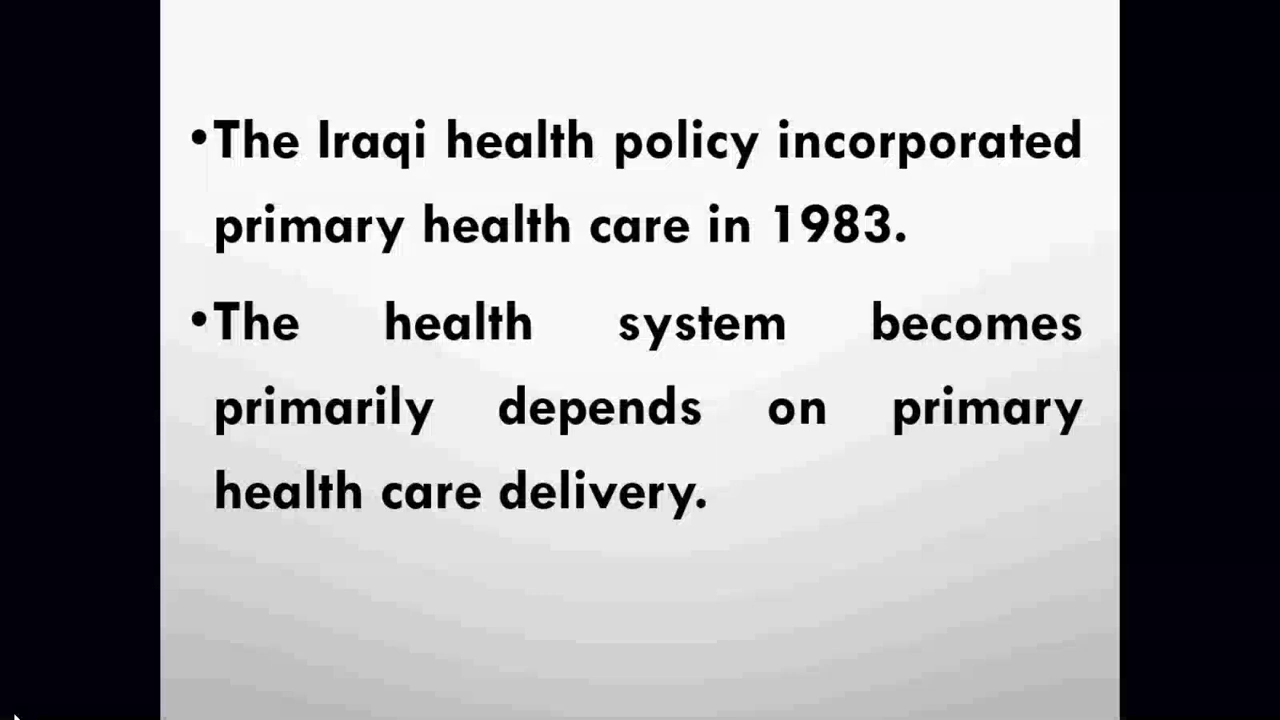 •The Iraqi health policy incorporated
primary health care in 1983.
•The health system becomes
primarily depends on primary
health care delivery.